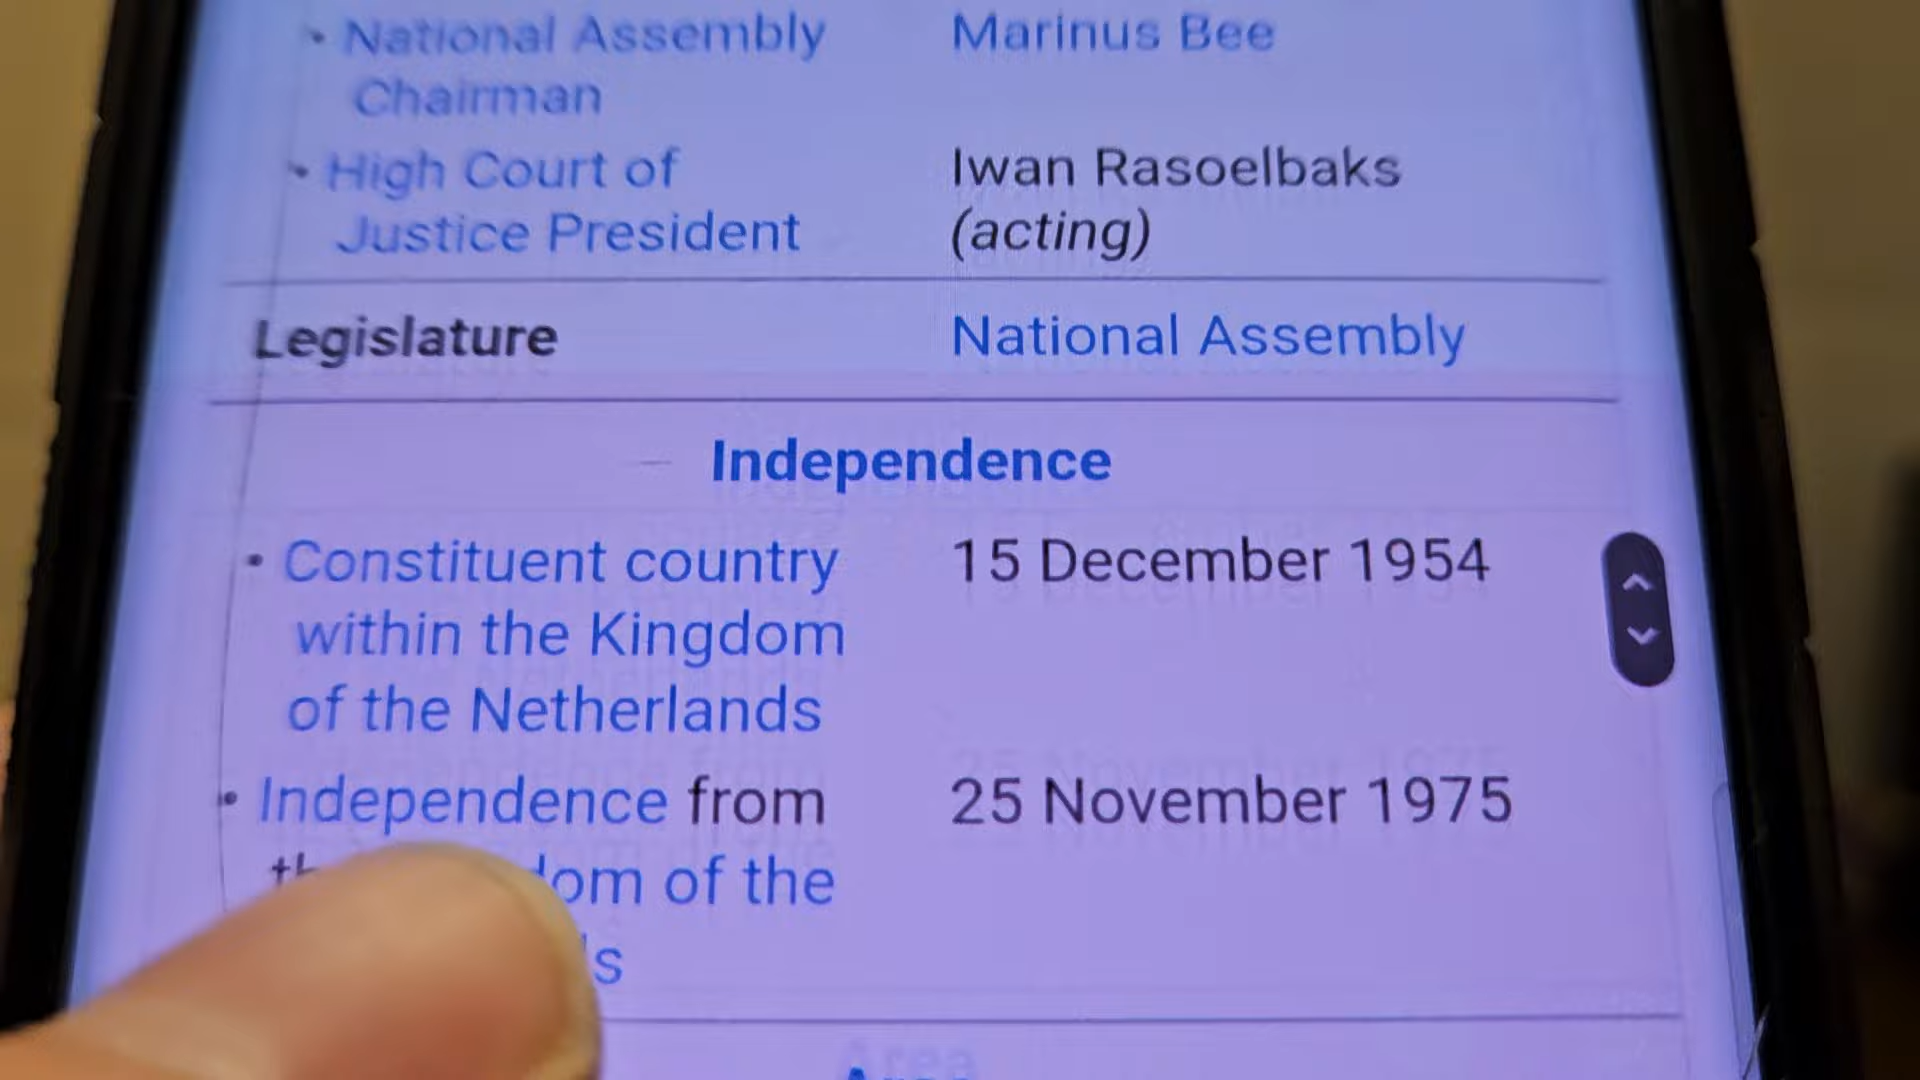 • National Assembly Chairman Marinus Bee
• High Court of Iwan Rasoelbaks
Justice President (acting)
Legislature National Assembly
Independence
• Constituent country 15 December 1954
within the Kingdom
of the Netherlands
• Independence from 25 November 1975
of the
Area